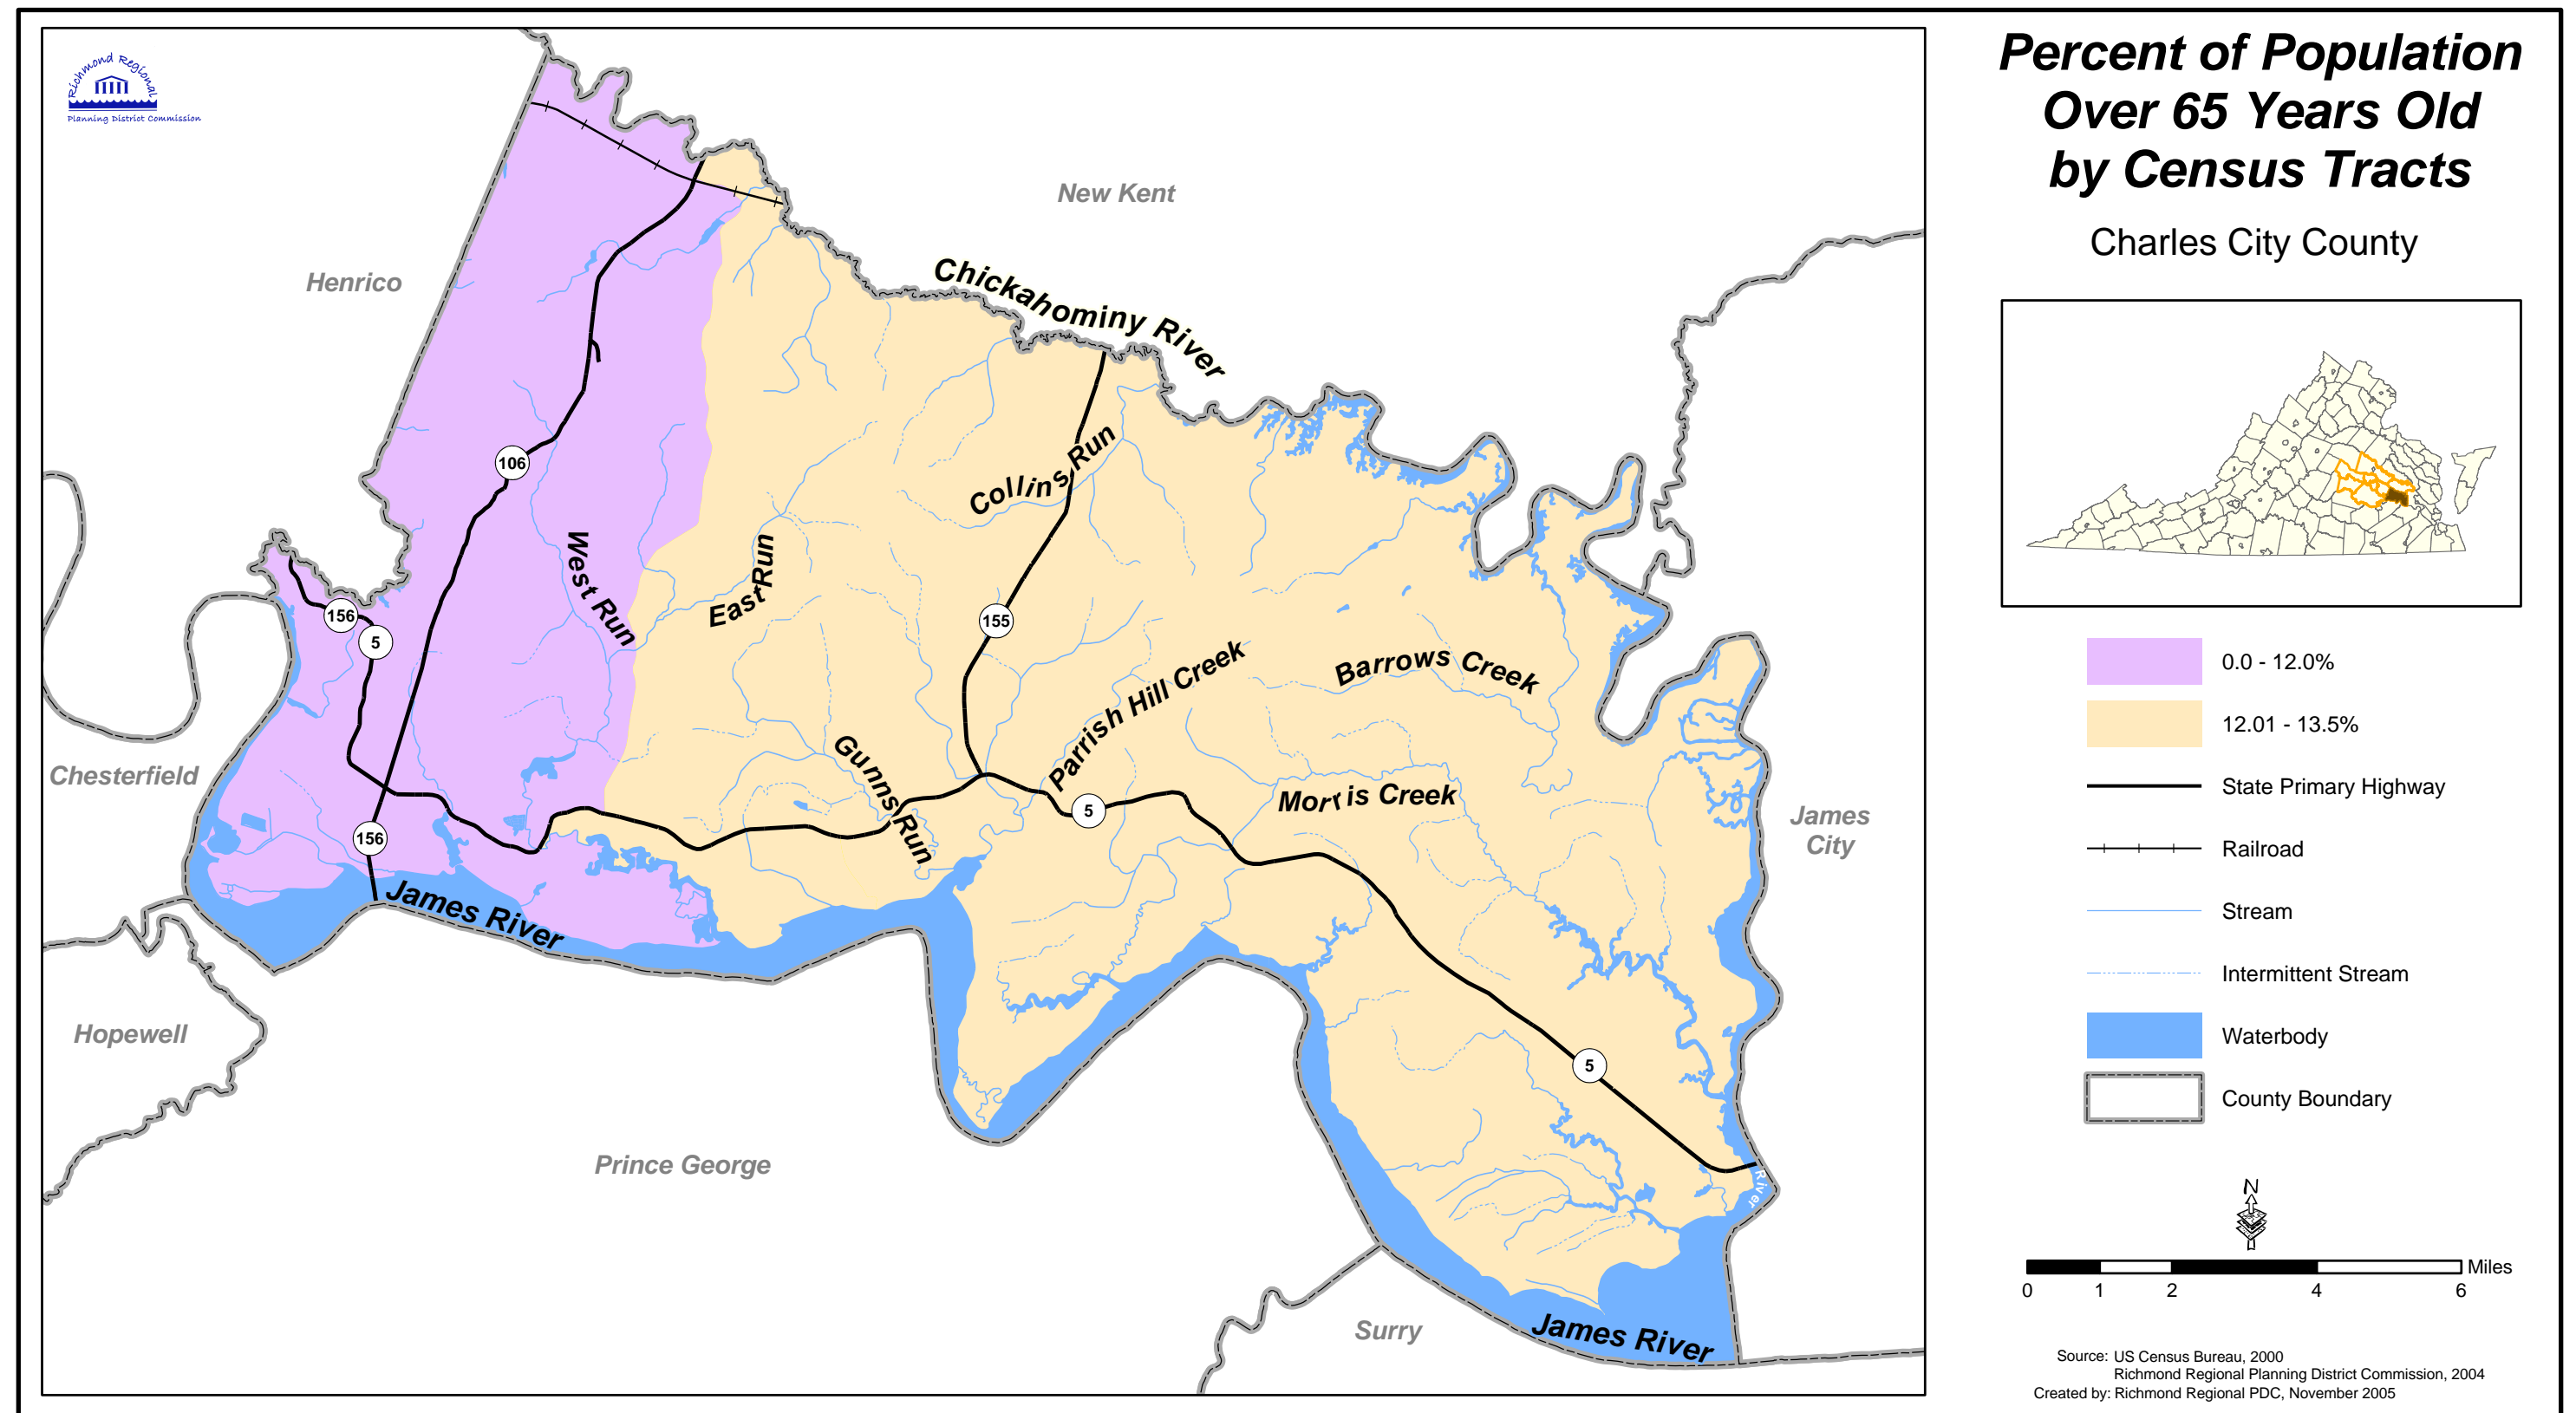 Richmond Regional
Planning District Commission
Percent of Population
Over 65 Years Old
by Census Tracts
Charles City County
New Kent
Henrico
Chickahominy River
Collins Run
106
West Run
East Run
156
5
155
Parrish Hill Creek
Barrows Creek
Gunns Run
Morris Creek
5
Chesterfield
156
James River
James
City
Hopewell
5
Prince George
River
Surry
James River
0.0 - 12.0%
12.01 - 13.5%
State Primary Highway
Railroad
Stream
Intermittent Stream
Waterbody
County Boundary
N
Miles
0 1 2 4 6
Source: US Census Bureau, 2000
Richmond Regional Planning District Commission, 2004
Created by: Richmond Regional PDC, November 2005